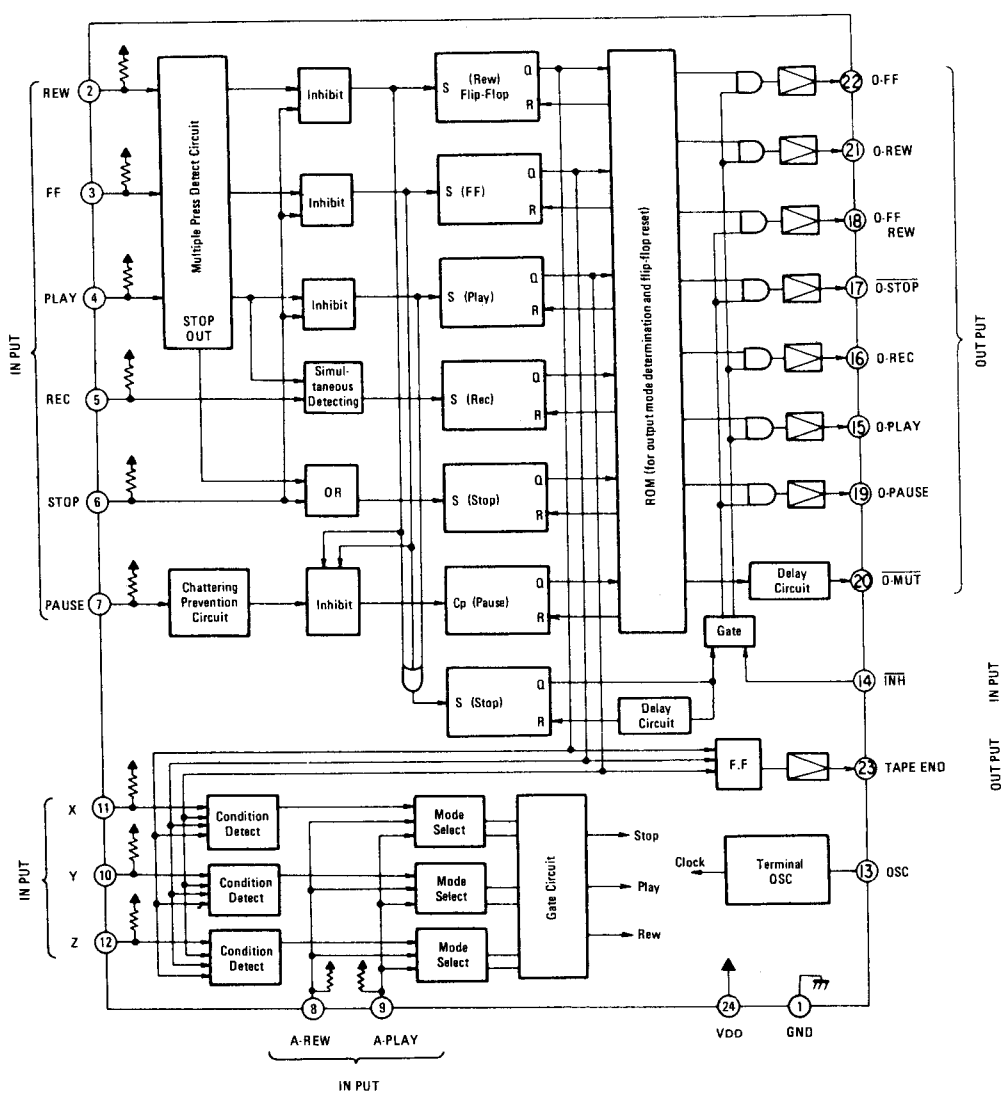 REW
2
Multiple Press Detect Circuit
STOP
OUT
Inhibit
S
(Rew)
Flip-Flop
Q
R
ROM (for output mode determination and flip-flop reset)
22
O·FF
FF
3
Inhibit
S (FF)
Q
R
21
O·REW
18
O·FF
REW
PLAY
4
Inhibit
S (Play)
Q
R
17
O·STOP
IN PUT
REC
5
Simul-
taneous
Detecting
S (Rec)
Q
R
16
O·REC
OUT PUT
15
O·PLAY
STOP
6
OR
S (Stop)
Q
R
19
O·PAUSE
PAUSE
7
Chattering
Prevention
Circuit
Inhibit
Cp (Pause)
Q
R
Delay
Circuit
20
O·MUT
Gate
14
INH
IN PUT
S (Stop)
Q
R
Delay
Circuit
F.F
23
TAPE END
OUT PUT
X
11
Condition
Detect
Mode
Select
Gate Circuit
Stop
Y
10
Condition
Detect
Mode
Select
Play
Z
12
Condition
Detect
Mode
Select
Rew
IN PUT
Clock
Terminal
OSC
13
OSC
8
A-REW
9
A-PLAY
IN PUT
24
VDD
1
GND